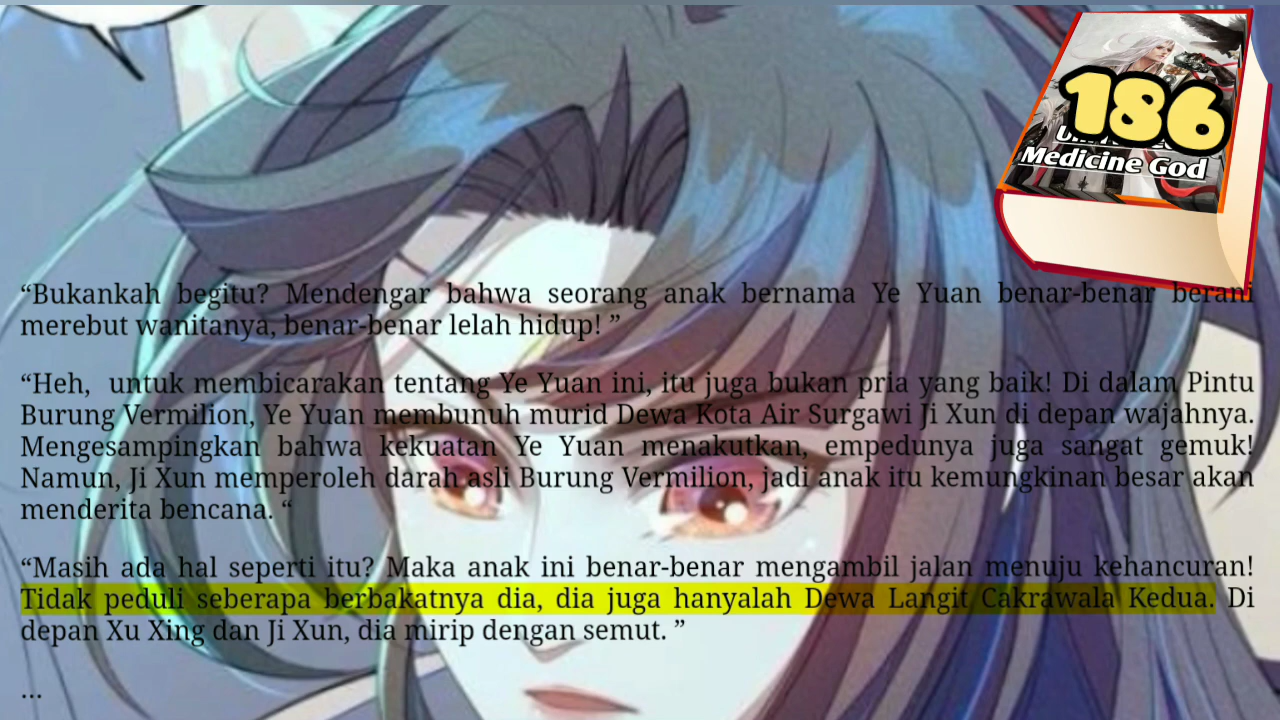 186
Medicine God
“Bukankah begitu? Mendengar bahwa seorang anak bernama Ye Yuan benar-benar berani
merebut wanitanya, benar-benar lelah hidup! ”
“Heh, untuk membicarakan tentang Ye Yuan ini, itu juga bukan pria yang baik! Di dalam Pintu
Burung Vermilion, Ye Yuan membunuh murid Dewa Kota Air Surgawi Ji Xun di depan wajahnya.
Mengesampingkan bahwa kekuatan Ye Yuan menakutkan, empedunya juga sangat gemuk!
Namun, Ji Xun memperoleh darah asli Burung Vermilion, jadi anak itu kemungkinan besar akan
menderita bencana. “
“Masih ada hal seperti itu? Maka anak ini benar-benar mengambil jalan menuju kehancuran!
Tidak peduli seberapa berbakatnya dia, dia juga hanyalah Dewa Langit Cakrawala Kedua. Di
depan Xu Xing dan Ji Xun, dia mirip dengan semut. ”
...